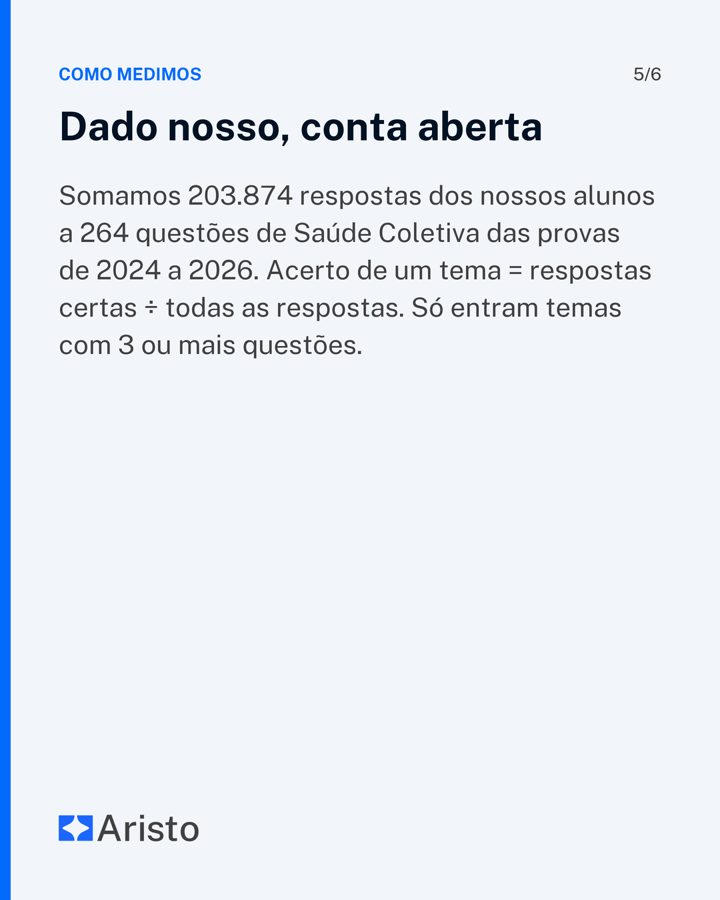 COMO MEDIMOS
5/6
Dado nosso, conta aberta
Somamos 203.874 respostas dos nossos alunos
a 264 questões de Saúde Coletiva das provas
de 2024 a 2026. Acerto de um tema = respostas
certas ÷ todas as respostas. Só entram temas
com 3 ou mais questões.
Aristo